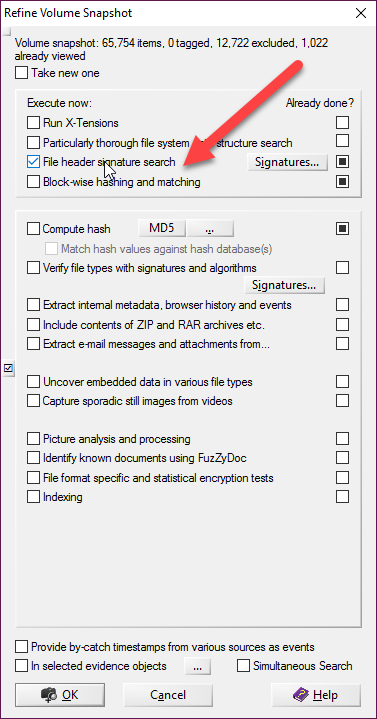 Refine Volume Snapshot
Volume snapshot: 65,754 items, 0 tagged, 12,722 excluded, 1,022
already viewed
Take new one
Execute now: Already done?
Run X-Tensions
Particularly thorough file system structure search
File header signature search Signatures...
Block-wise hashing and matching
Compute hash MD5 ...
Match hash values against hash database(s)
Verify file types with signatures and algorithms
Signatures...
Extract internal metadata, browser history and events
Include contents of ZIP and RAR archives etc.
Extract e-mail messages and attachments from...
Uncover embedded data in various file types
Capture sporadic still images from videos
Picture analysis and processing
Identify known documents using FuzZyDoc
File format specific and statistical encryption tests
Indexing
Provide by-catch timestamps from various sources as events
In selected evidence objects ... Simultaneous Search
OK Cancel Help